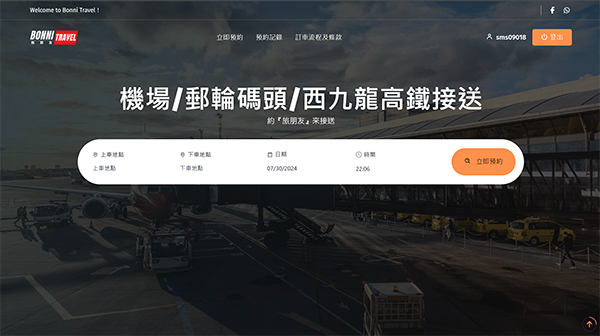 Welcome to Bonni Travel !
BONNI TRAVEL
旅朋友
立即預約
預約記錄
訂車流程及條款
sms09018
登出
機場/郵輪碼頭/西九龍高鐵接送
約『旅朋友』來接送
上車地點
下車地點
日期
時間
上車地點
下車地點
07/30/2024
22:06
立即預約